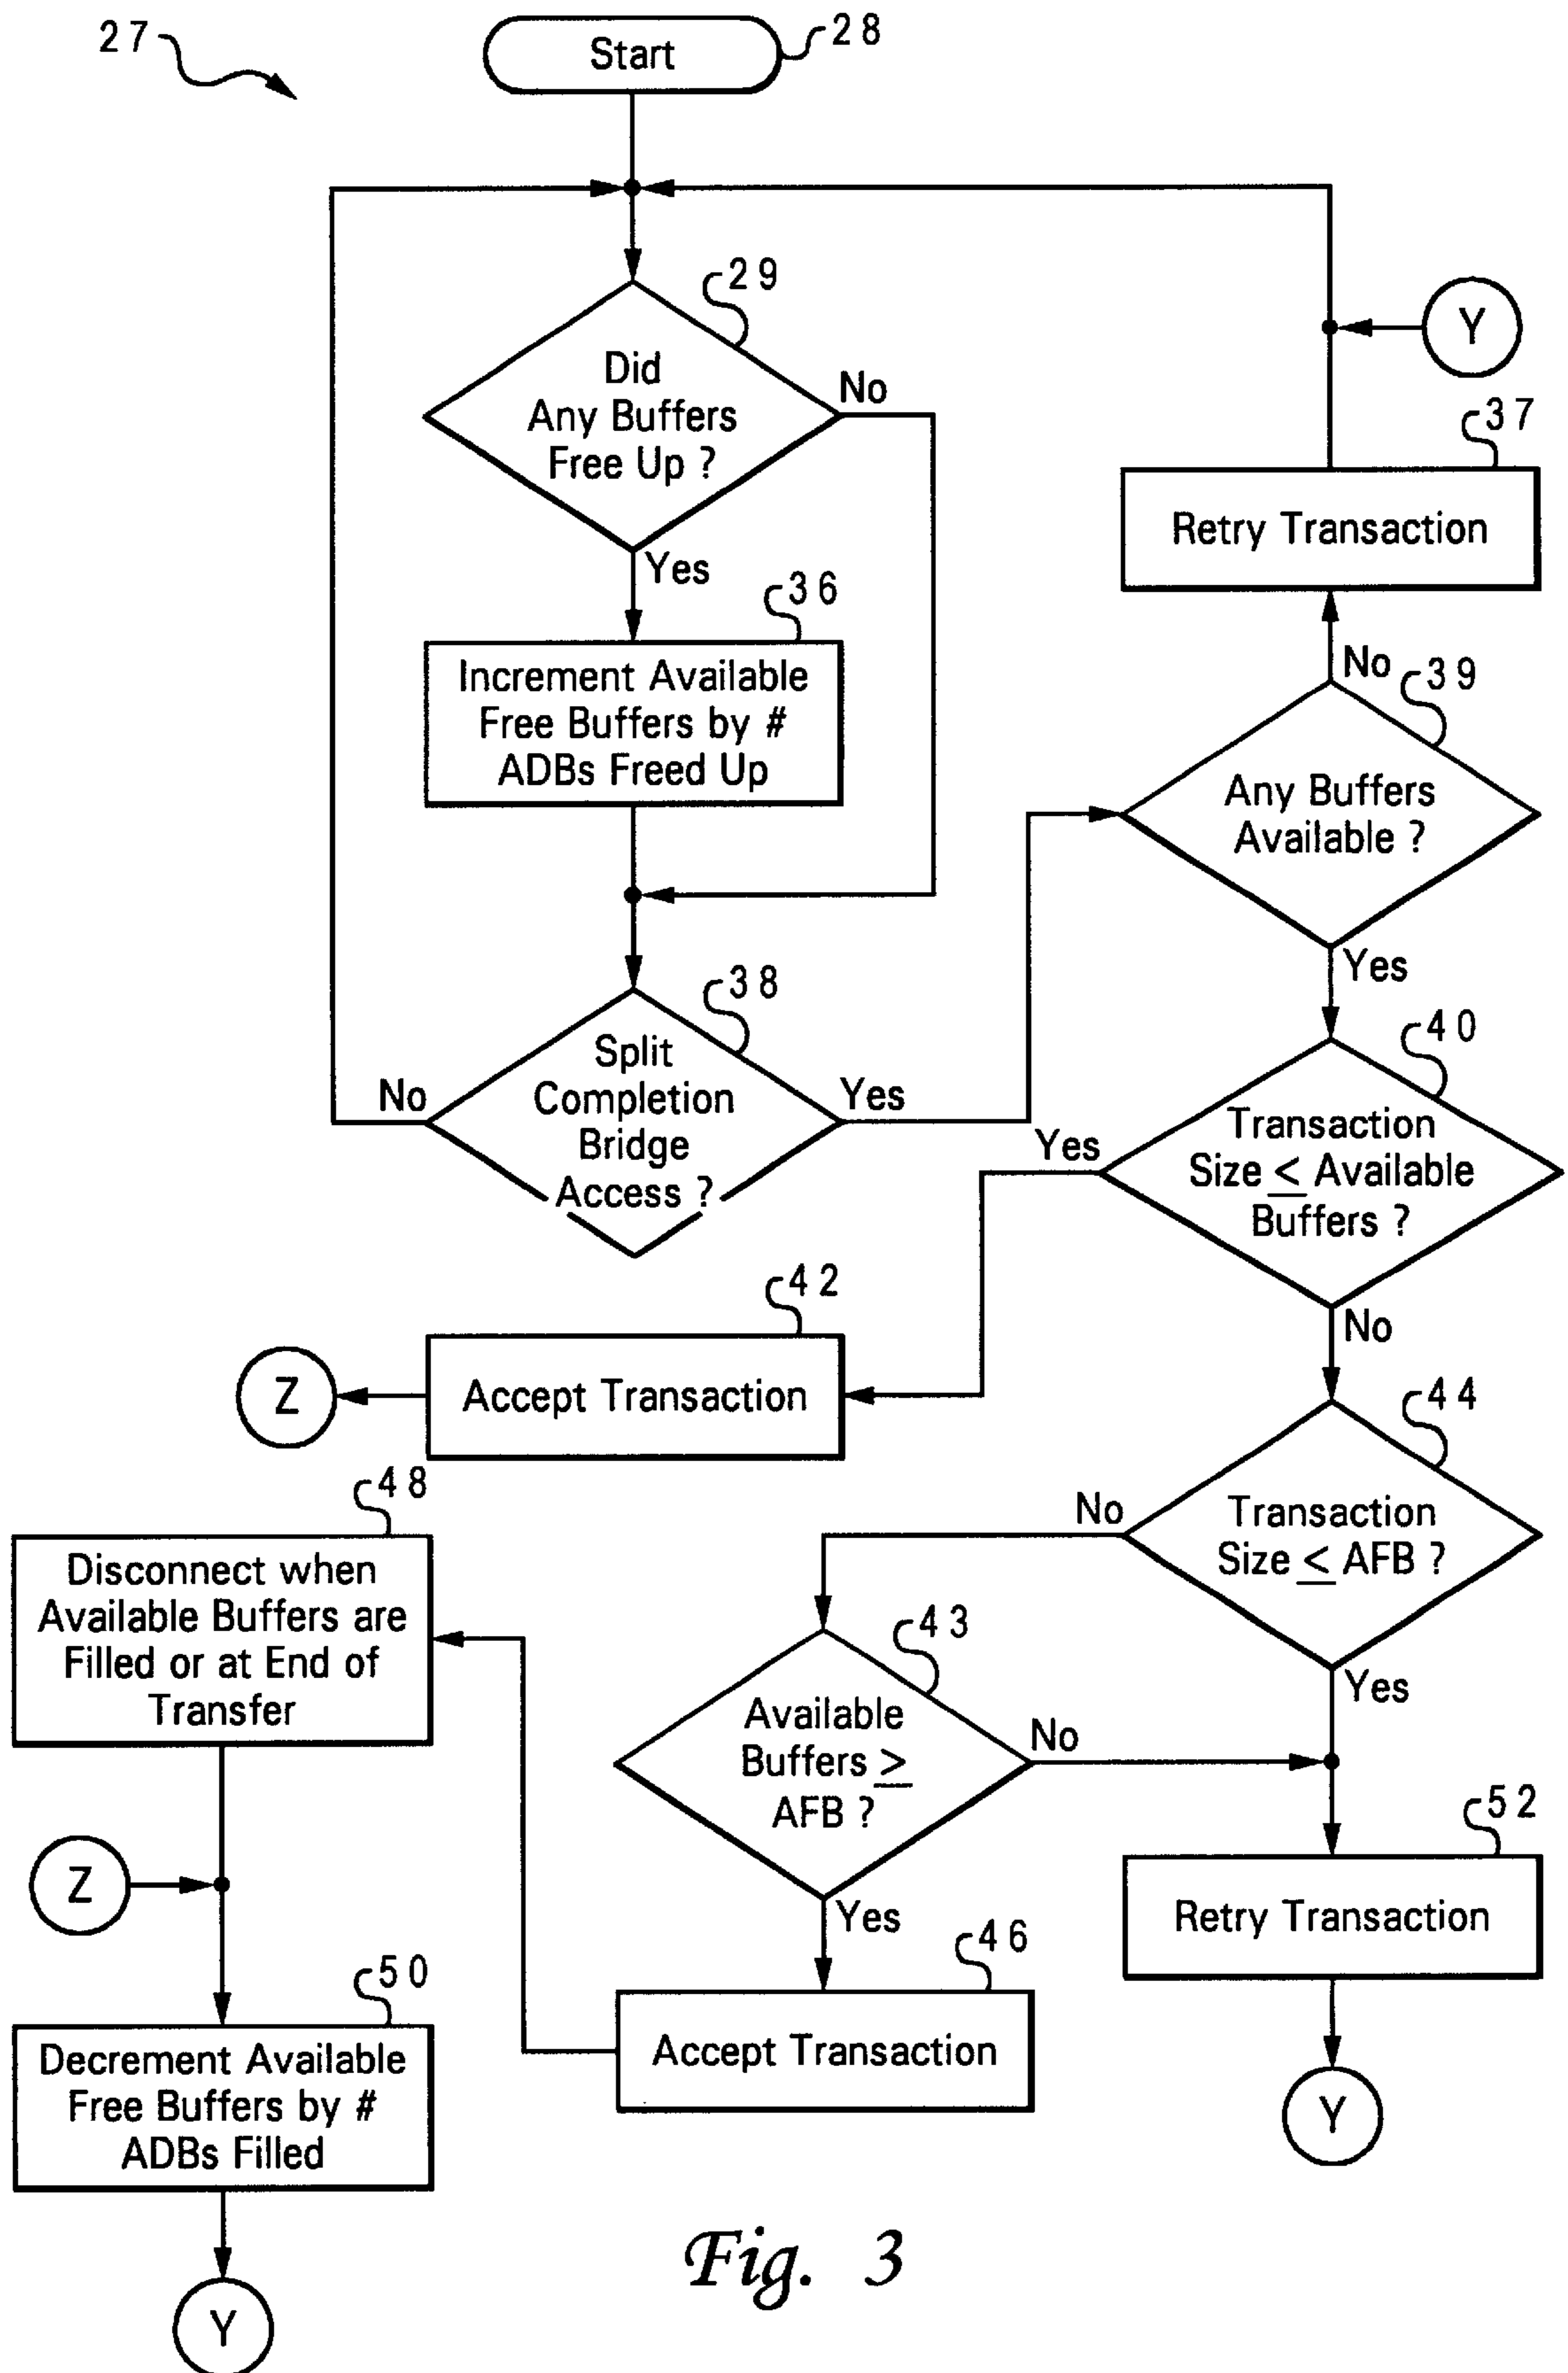 27
Start
28
29
Did
Any Buffers
Free Up ?
No
Yes
Y
37
Retry Transaction
36
Increment Available
Free Buffers by #
ADBs Freed Up
No
39
Any Buffers
Available ?
Yes
38
Split
Completion
Bridge
Access ?
No
Yes
40
Transaction
Size ≤ Available
Buffers ?
Yes
No
42
Accept Transaction
Z
44
Transaction
Size ≤ AFB ?
No
Yes
48
Disconnect when
Available Buffers are
Filled or at End of
Transfer
43
Available
Buffers ≥
AFB ?
No
Yes
52
Retry Transaction
Y
Z
46
Accept Transaction
50
Decrement Available
Free Buffers by #
ADBs Filled
Y
Fig. 3